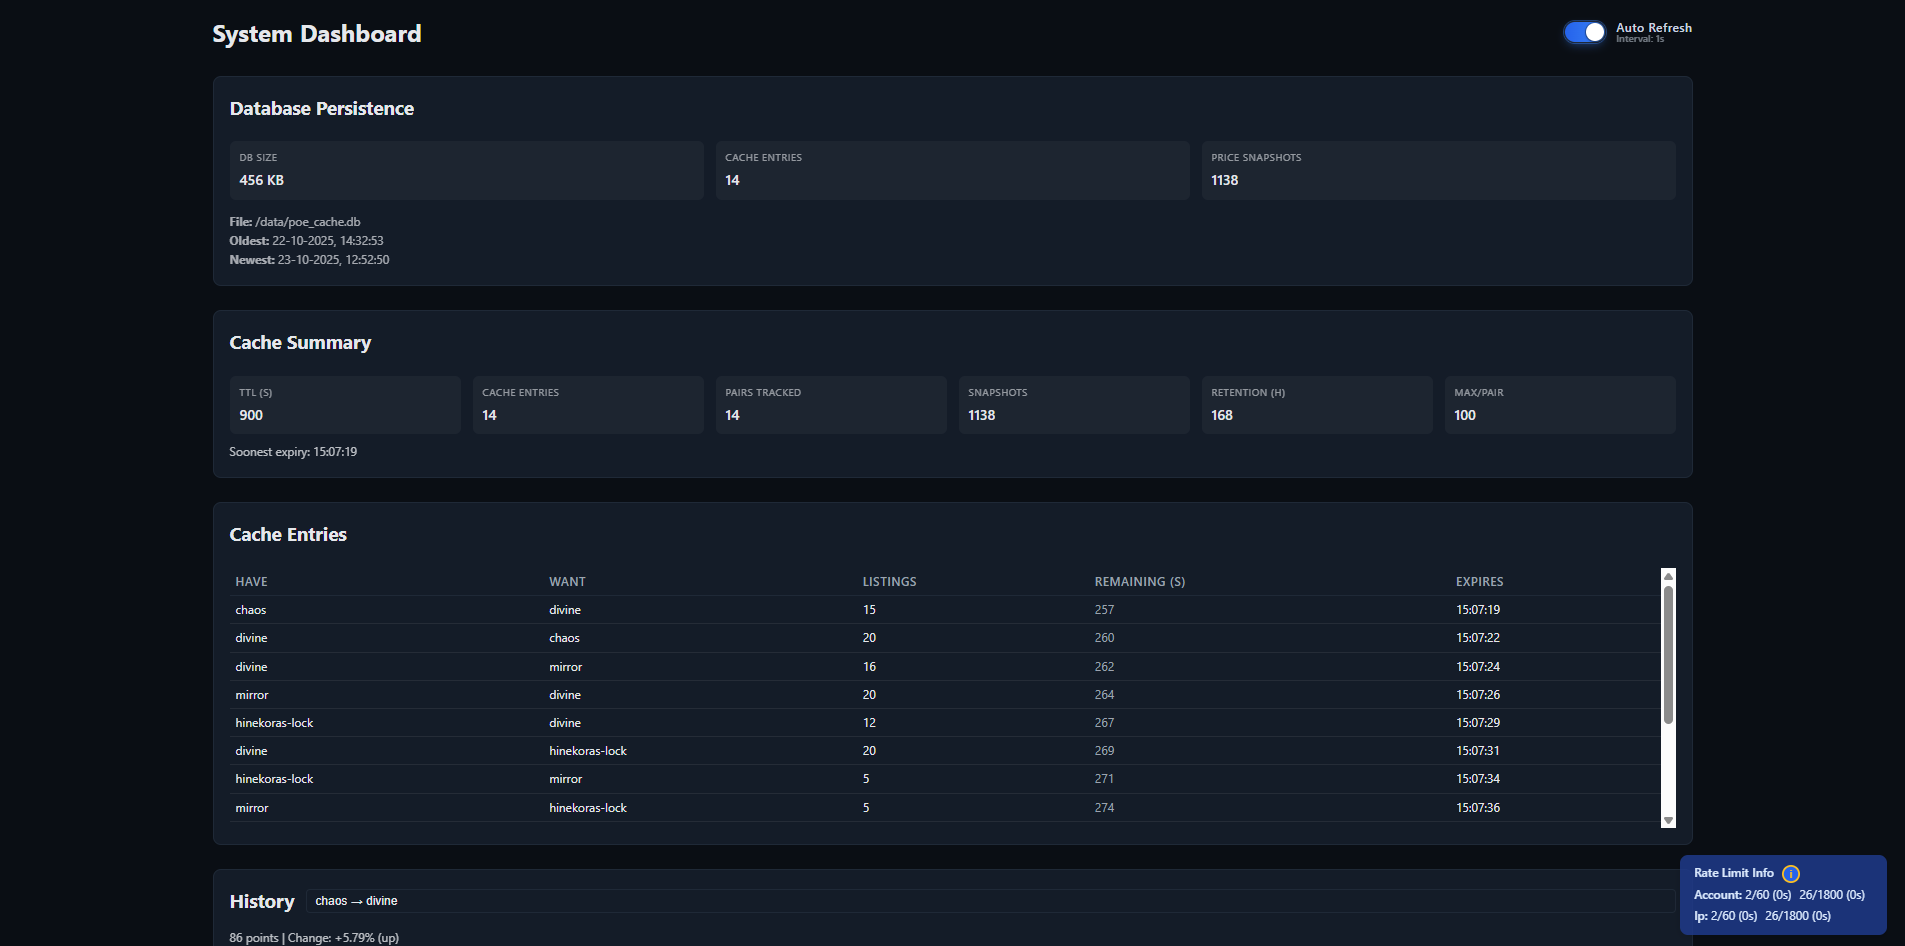 System Dashboard
Auto Refresh
Interval: 1s
Database Persistence
DB SIZE
456 KB
CACHE ENTRIES
14
PRICE SNAPSHOTS
1138
File: /data/poe_cache.db
Oldest: 22-10-2025, 14:32:53
Newest: 23-10-2025, 12:52:50
Cache Summary
TTL (S)
900
CACHE ENTRIES
14
PAIRS TRACKED
14
SNAPSHOTS
1138
RETENTION (H)
168
MAX/PAIR
100
Soonest expiry: 15:07:19
Cache Entries
HAVE WANT LISTINGS REMAINING (S) EXPIRES
chaos divine 15 257 15:07:19
divine chaos 20 260 15:07:22
divine mirror 16 262 15:07:24
mirror divine 20 264 15:07:26
hinekoras-lock divine 12 267 15:07:29
divine hinekoras-lock 20 269 15:07:31
hinekoras-lock mirror 5 271 15:07:34
mirror hinekoras-lock 5 274 15:07:36
History chaos → divine
86 points | Change: +5.79% (up)
Rate Limit Info i
Account: 2/60 (0s) 26/1800 (0s)
Ip: 2/60 (0s) 26/1800 (0s)